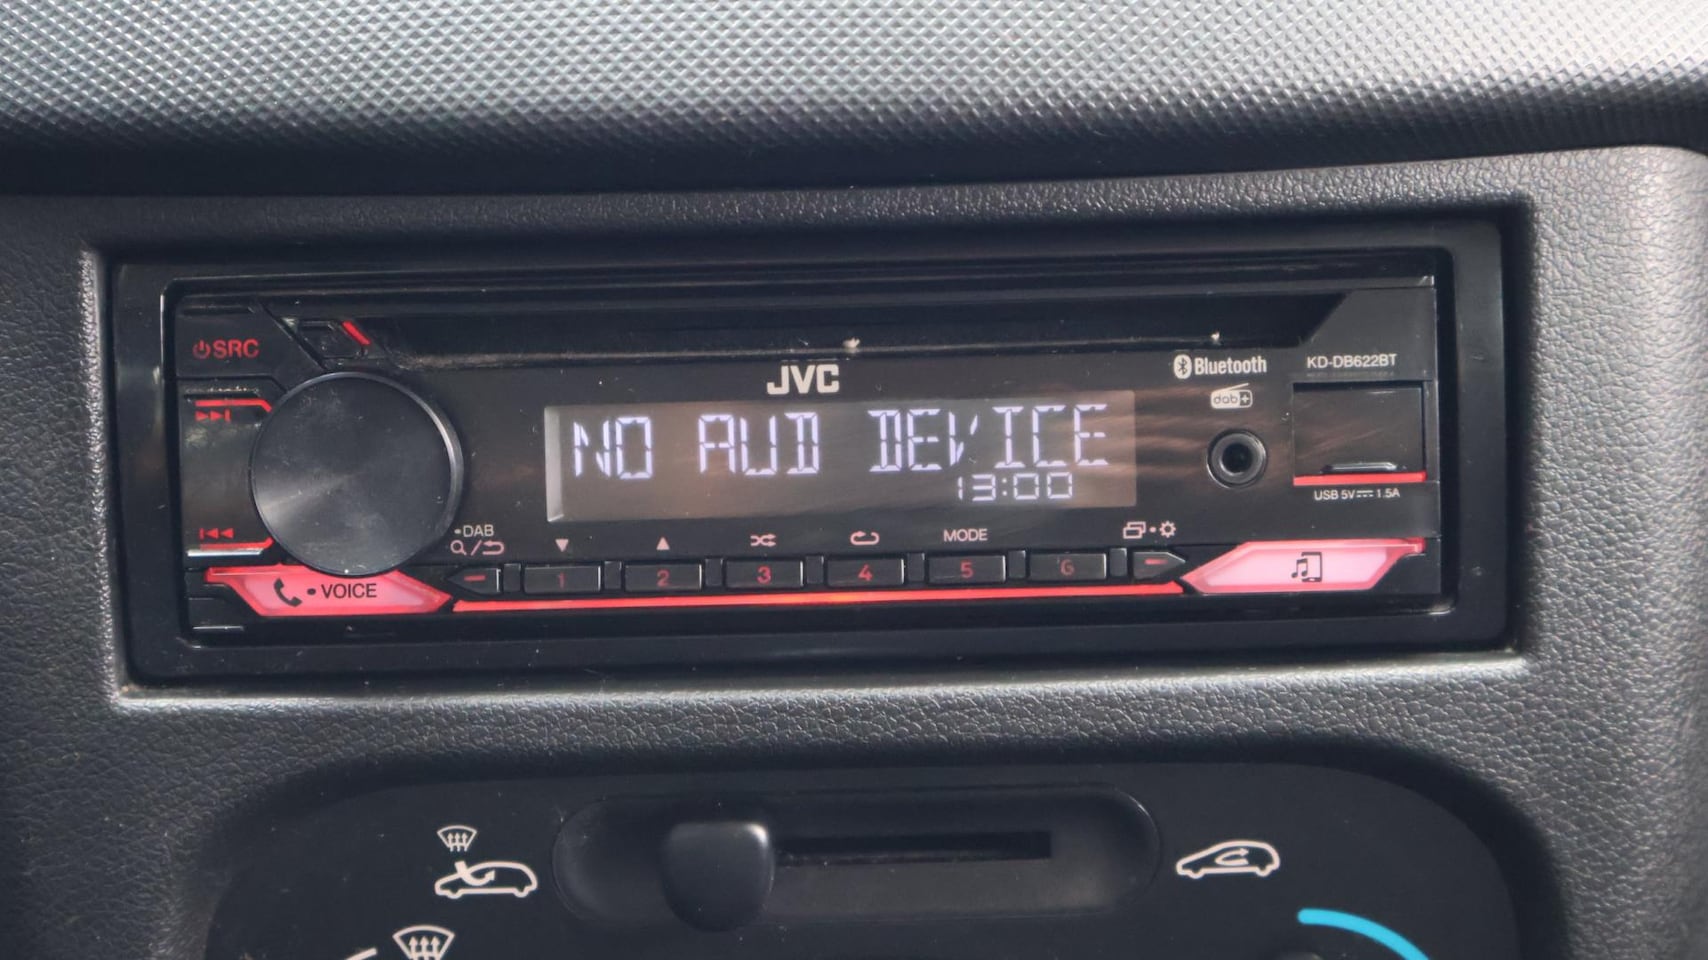 SRC
JVC
Bluetooth
KD-DB622BT
dab+
NO AUD DEVICE
13:00
USB 5V 1.5A
DAB
MODE
1 2 3 4 5 6
VOICE